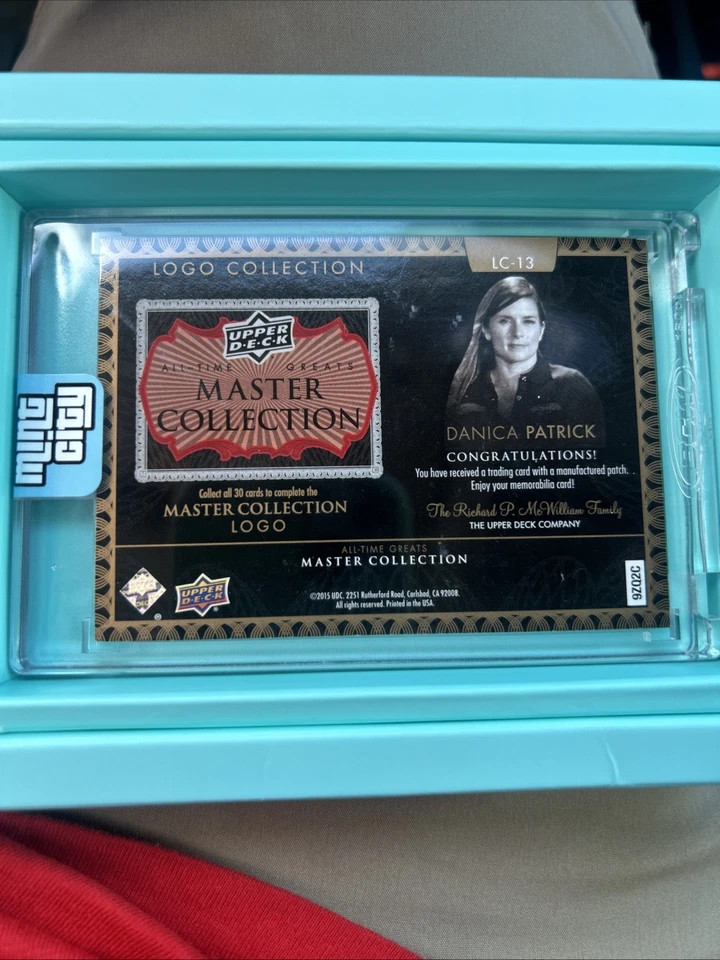 LOGO COLLECTION
LC-13
UPPER
D·E·C·K
ALL-TIME GREATS
MASTER
COLLECTION
Collect all 30 cards to complete the
MASTER COLLECTION
LOGO
DANICA PATRICK
CONGRATULATIONS!
You have received a trading card with a manufactured patch.
Enjoy your memorabilia card!
The Richard P. McWilliam Family
THE UPPER DECK COMPANY
ALL-TIME GREATS
MASTER COLLECTION
UPPER
D·E·C·K
©2015 UDC. 2251 Rutherford Road, Carlsbad, CA 92008.
All rights reserved. Printed in the USA.
9ZQ2C
mint
city